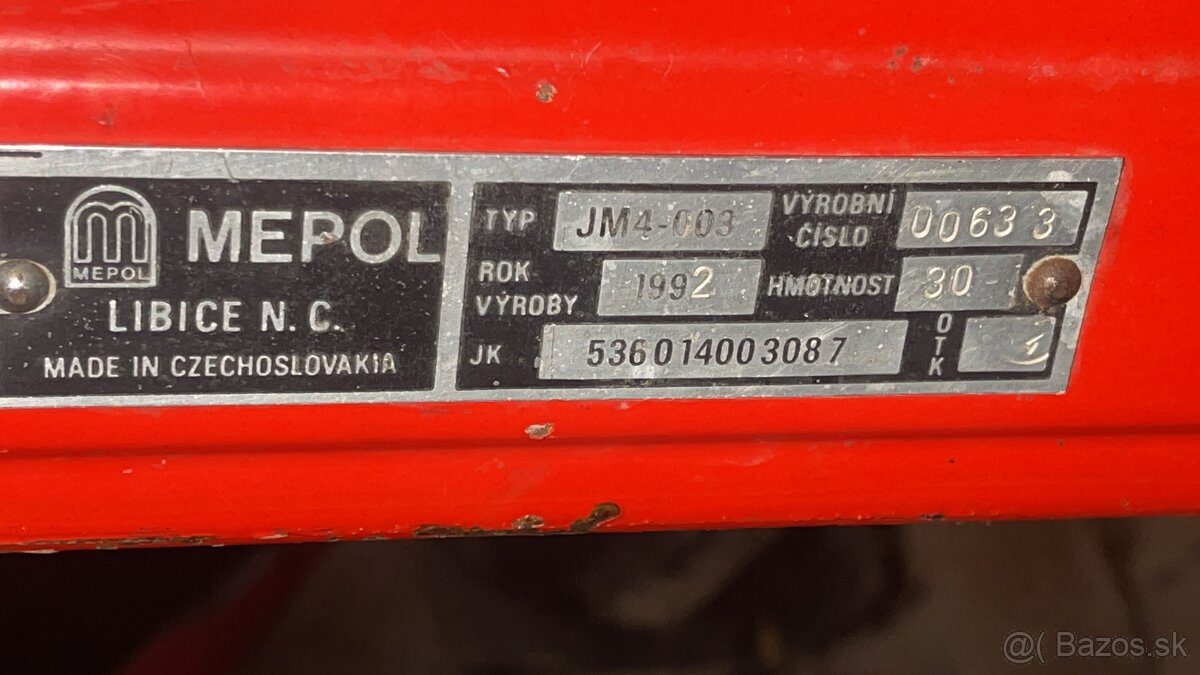 MEPOL
MEPOL
LIBICE N. C.
MADE IN CZECHOSLOVAKIA
TYP JM4-003 VÝROBNÍ ČÍSLO 00633
ROK VÝROBY 1992 HMOTNOST 30
JK 536014003087 OTK 1
@( Bazos.sk